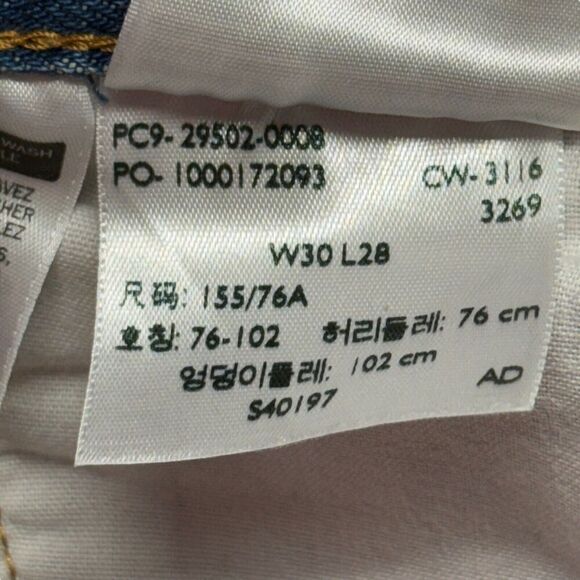 WASH
PC9- 29502-0008
PO- 1000172093
CW- 3116
3269
W30 L28
尺码: 155/76A
호칭: 76-102 허리둘레: 76 cm
엉덩이둘레: 102 cm
S40197
AD